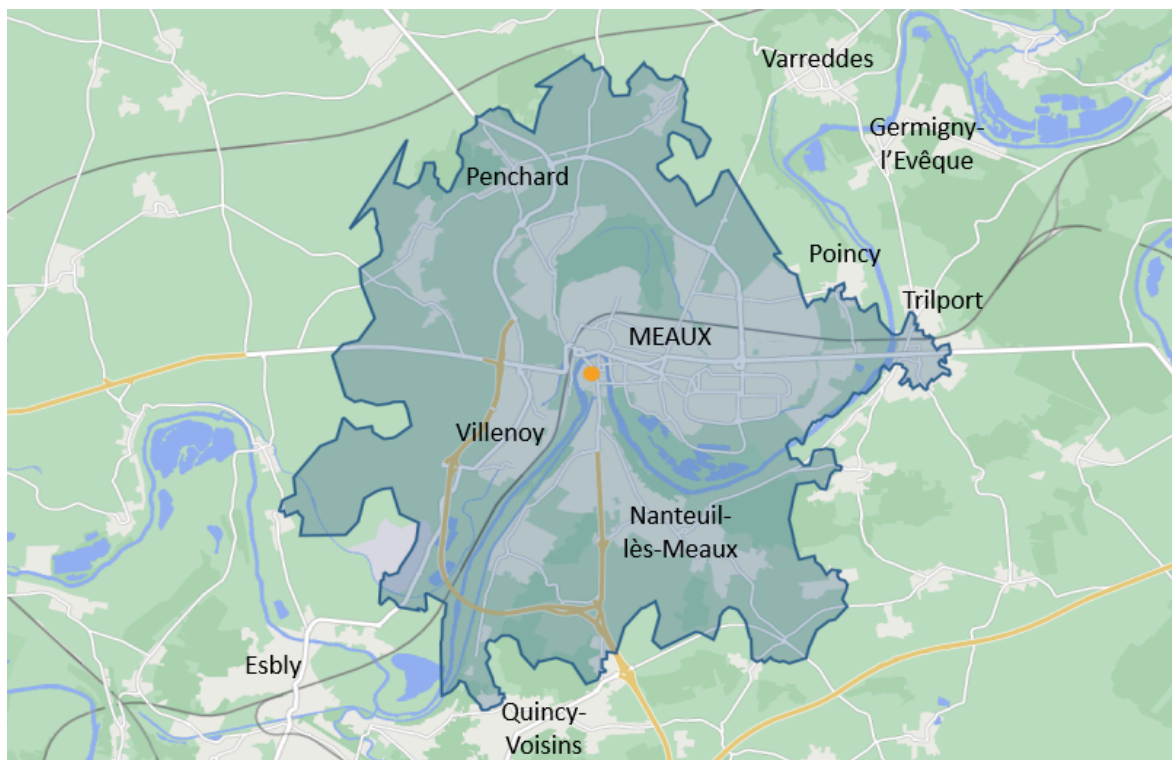 Varreddes
Germigny-
l'Evêque
Penchard
Poincy
Trilport
MEAUX
Villenoy
Nanteuil-
lès-Meaux
Esbly
Quincy-
Voisins